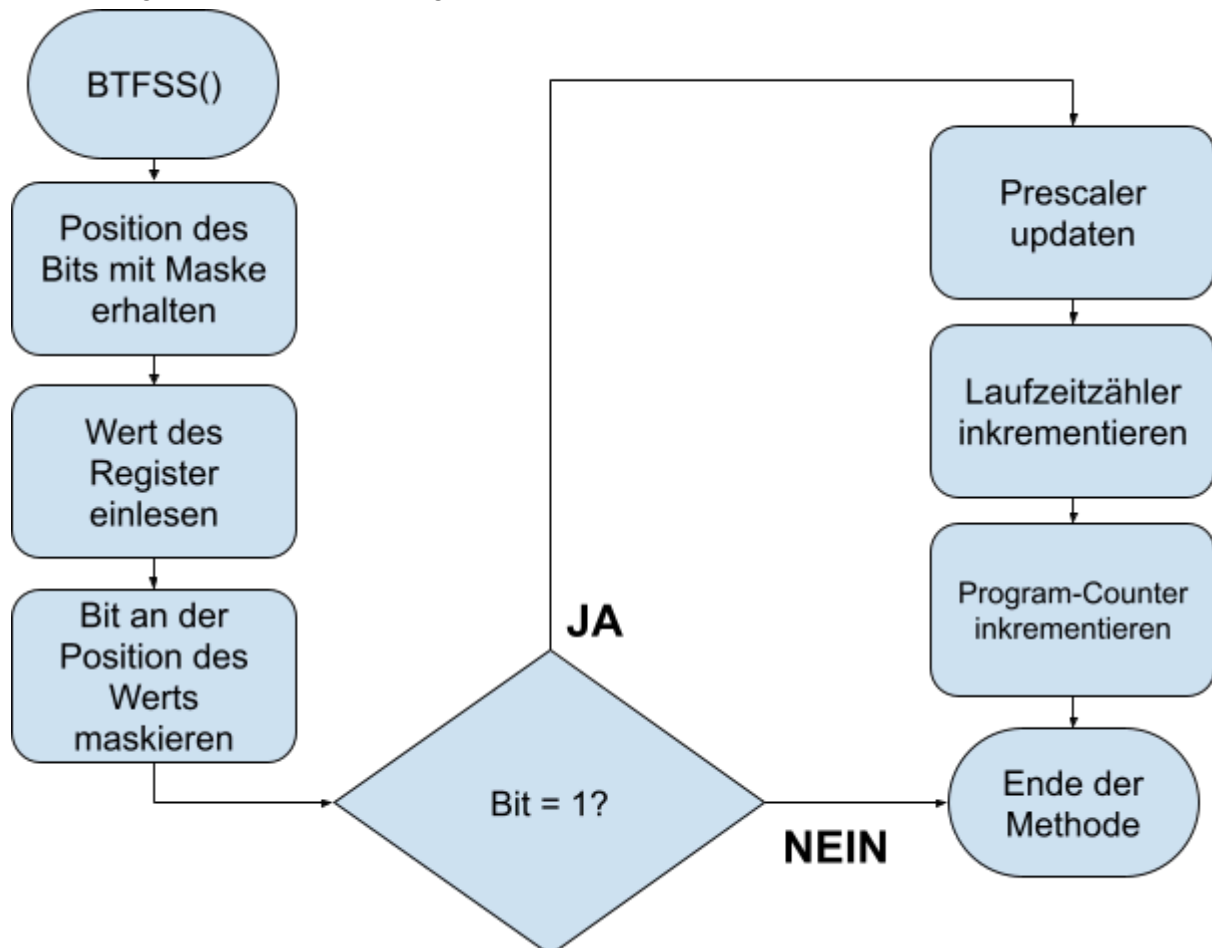 BTFSS()
Position des
Bits mit Maske
erhalten
Wert des
Register
einlesen
Bit an der
Position des
Werts
maskieren
Bit = 1?
JA
NEIN
Prescaler
updaten
Laufzeitzähler
inkrementieren
Program-Counter
inkrementieren
Ende der
Methode